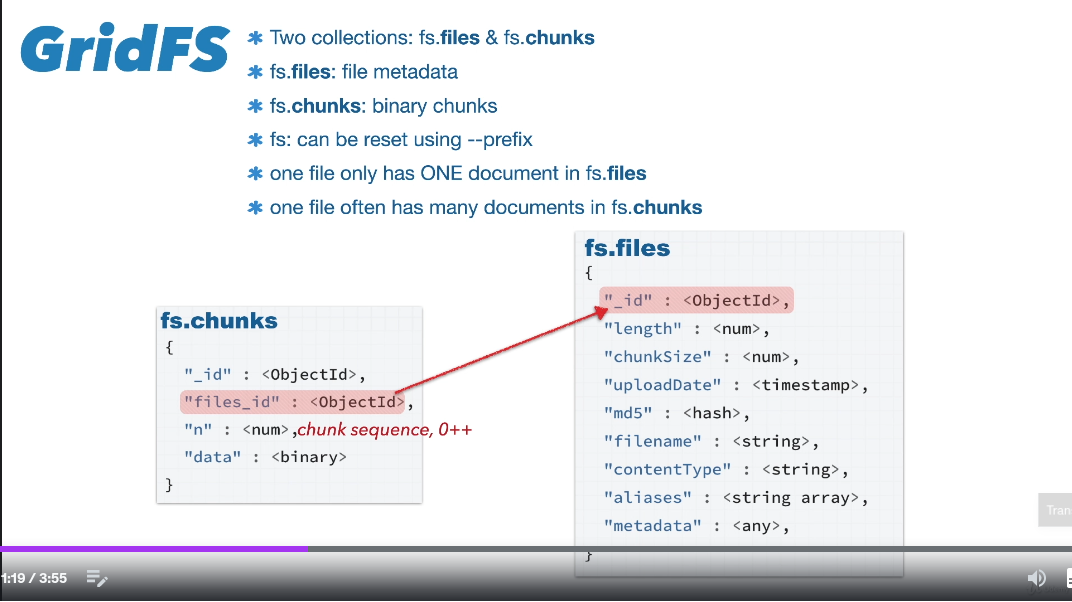 GridFS
* Two collections: fs.files & fs.chunks
* fs.files: file metadata
* fs.chunks: binary chunks
* fs: can be reset using --prefix
* one file only has ONE document in fs.files
* one file often has many documents in fs.chunks
fs.chunks
{
"_id" : <ObjectId>,
"files_id" : <ObjectId>,
"n" : <num>,chunk sequence, 0++
"data" : <binary>
}
fs.files
{
"_id" : <ObjectId>,
"length" : <num>,
"chunkSize" : <num>,
"uploadDate" : <timestamp>,
"md5" : <hash>,
"filename" : <string>,
"contentType" : <string>,
"aliases" : <string array>,
"metadata" : <any>,
}
Tran
1:19 / 3:55